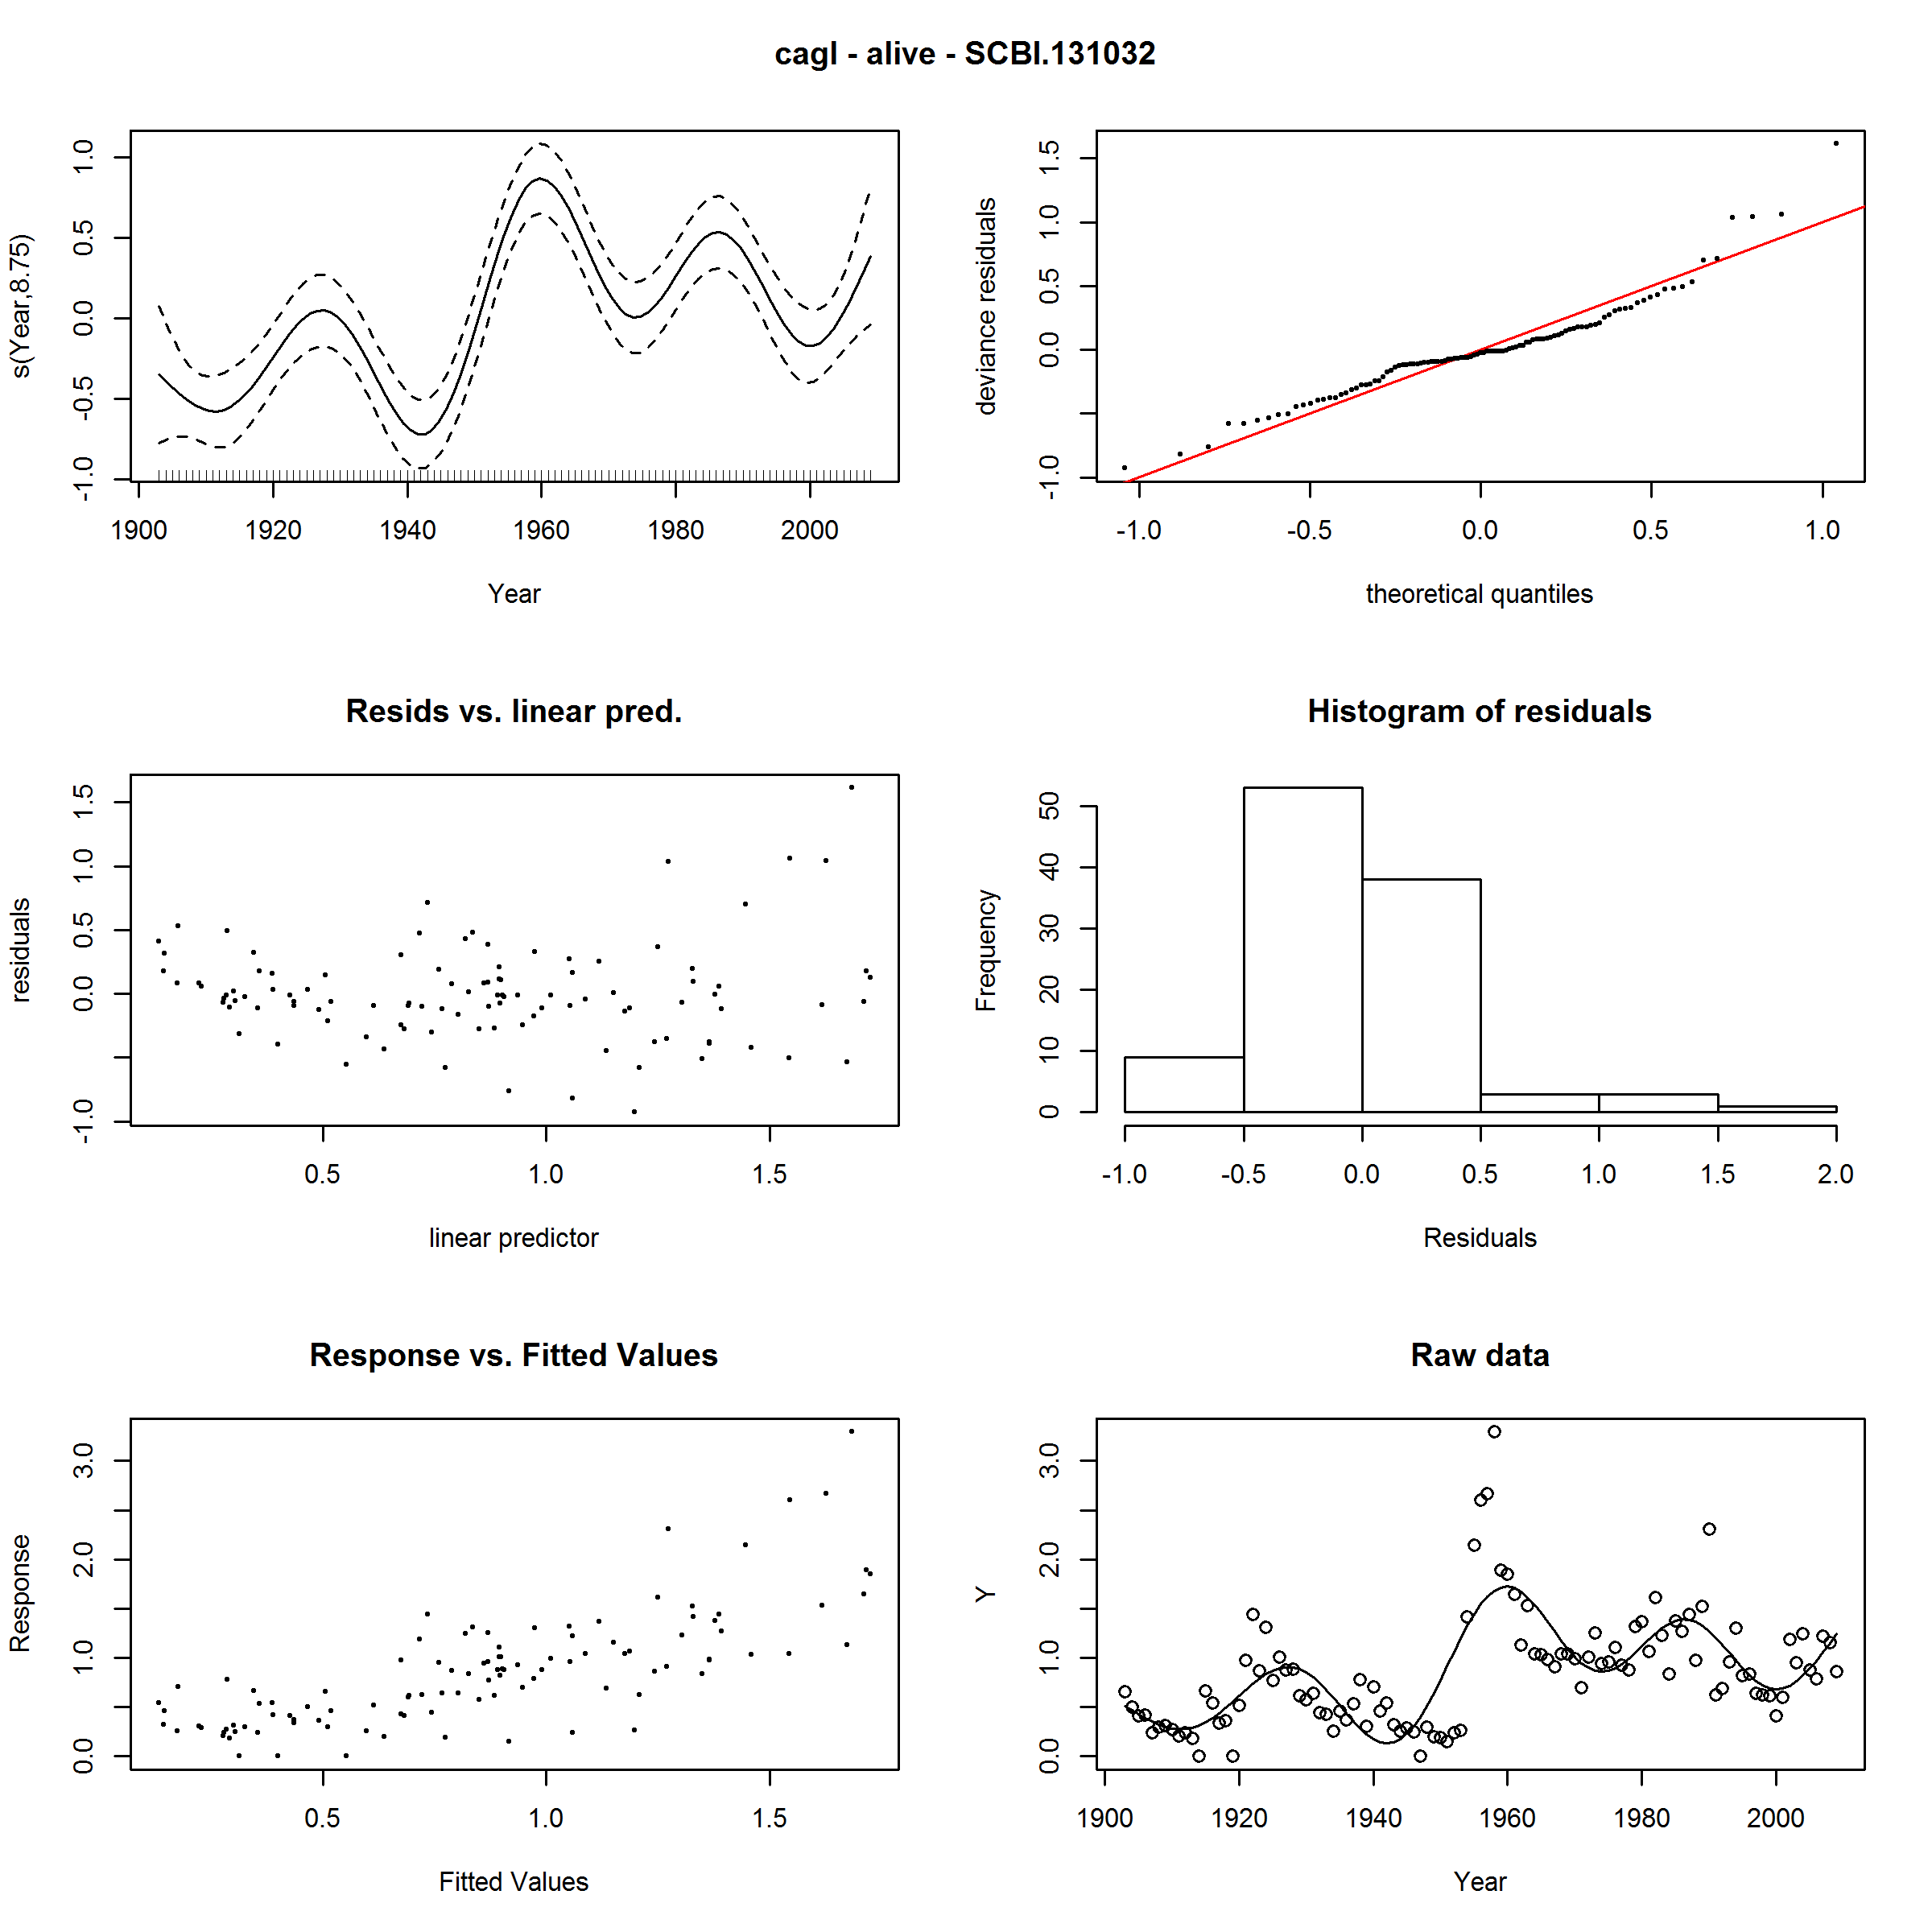 cagl - alive - SCBI.131032
s(Year,8.75)
-1.0 -0.5 0.0 0.5 1.0
1900 1920 1940 1960 1980 2000
Year
deviance residuals
-1.0 0.0 0.5 1.0 1.5
-1.0 -0.5 0.0 0.5 1.0
theoretical quantiles
Resids vs. linear pred.
residuals
-1.0 0.0 0.5 1.0 1.5
0.5 1.0 1.5
linear predictor
Histogram of residuals
Frequency
0 10 20 30 40 50
-1.0 -0.5 0.0 0.5 1.0 1.5 2.0
Residuals
Response vs. Fitted Values
Response
0.0 1.0 2.0 3.0
0.5 1.0 1.5
Fitted Values
Raw data
Y
0.0 1.0 2.0 3.0
1900 1920 1940 1960 1980 2000
Year